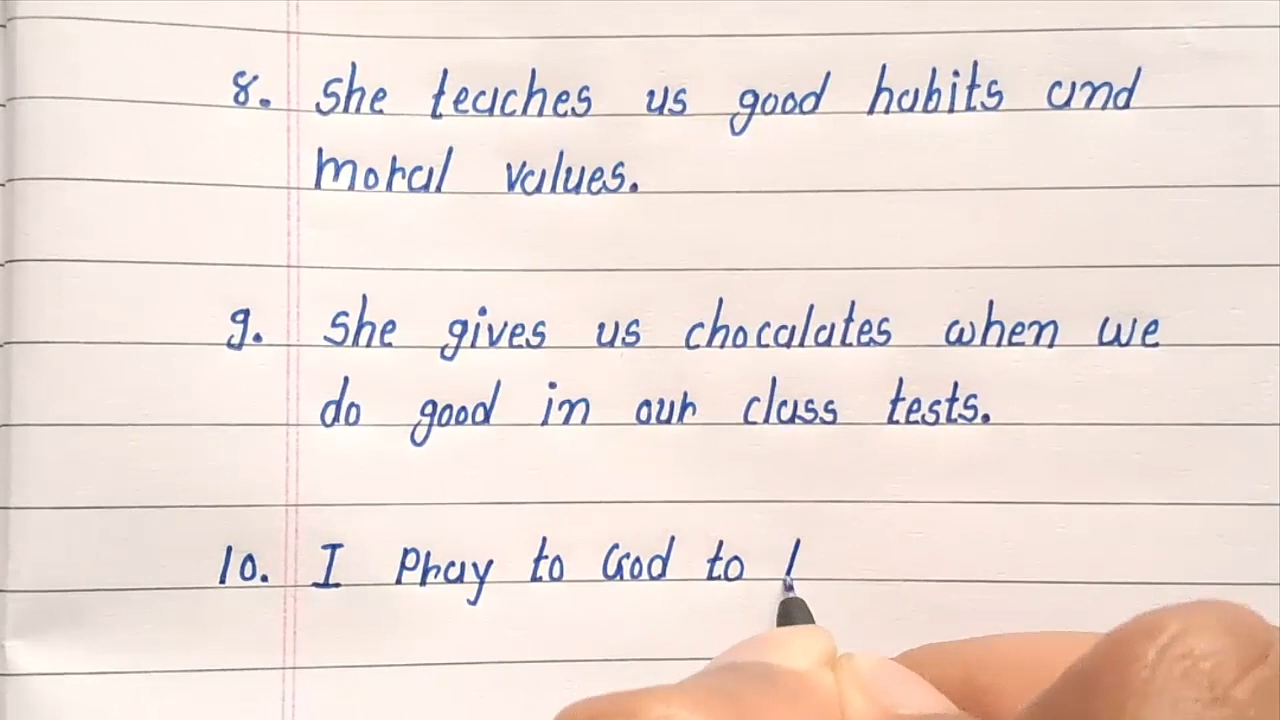 8. She teaches us good habits and
moral values.
9. She gives us chocalates when we
do good in our class tests.
10. I Pray to God to